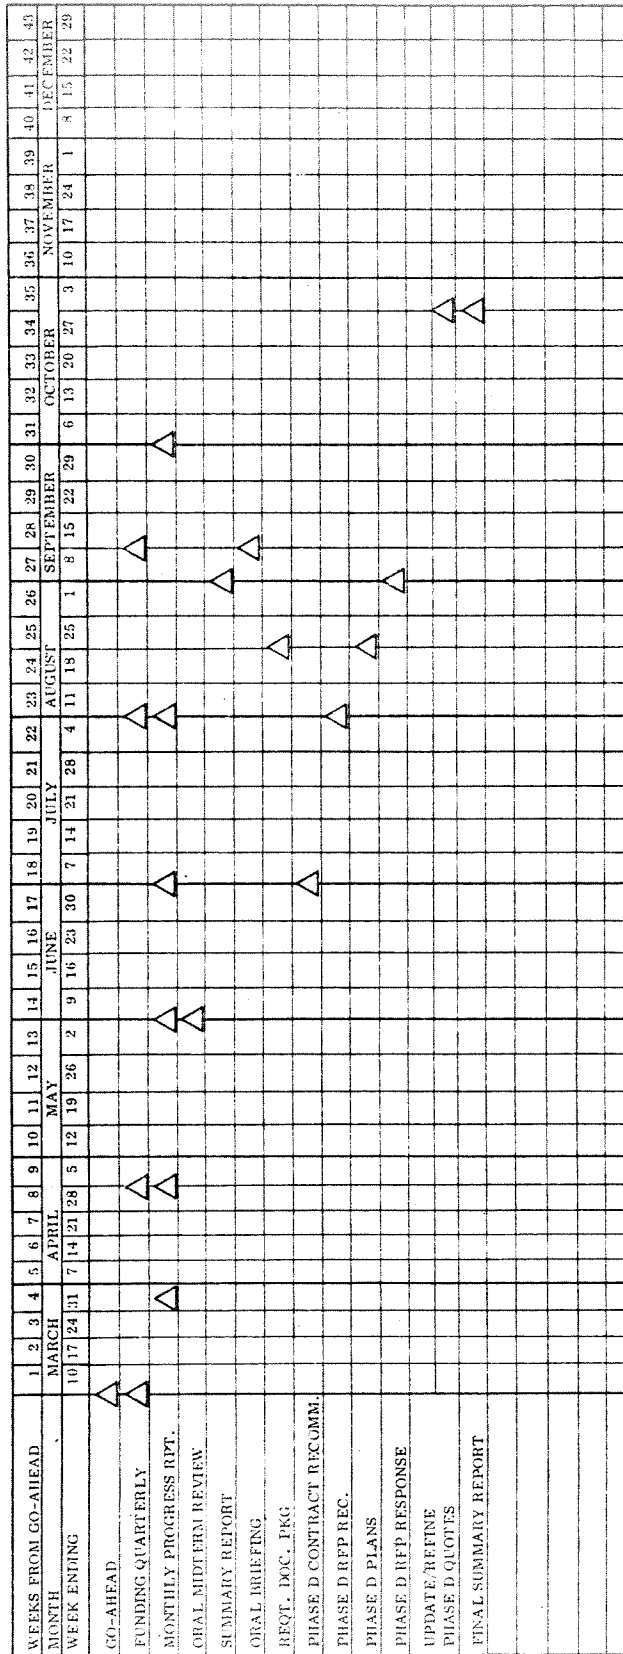 WEEKS FROM GO-AHEAD 1 2 3 4 5 6 7 8 9 10 11 12 13 14 15 16 17 18 19 20 21 22 23 24 25 26 27 28 29 30 31 32 33 34 35 36 37 38 39 40 41 42 43
MONTH MARCH APRIL MAY JUNE JULY AUGUST SEPTEMBER OCTOBER NOVEMBER DECEMBER
WEEK ENDING 10 17 24 31 7 14 21 28 5 12 19 26 2 9 16 23 30 7 14 21 28 4 11 18 25 1 8 15 22 29 6 13 20 27 3 10 17 24 1 8 15 22 29
GO-AHEAD
FUNDING QUARTERLY
MONTHLY PROGRESS RPT.
ORAL MIDTERM REVIEW
SUMMARY REPORT
ORAL BRIEFING
REQT. DOC. PKG
PHASE D CONTRACT RECOMM.
PHASE D RFP REC.
PHASE D PLANS
PHASE D RFP RESPONSE
UPDATE/REFINE
PHASE D QUOTES
FINAL SUMMARY REPORT